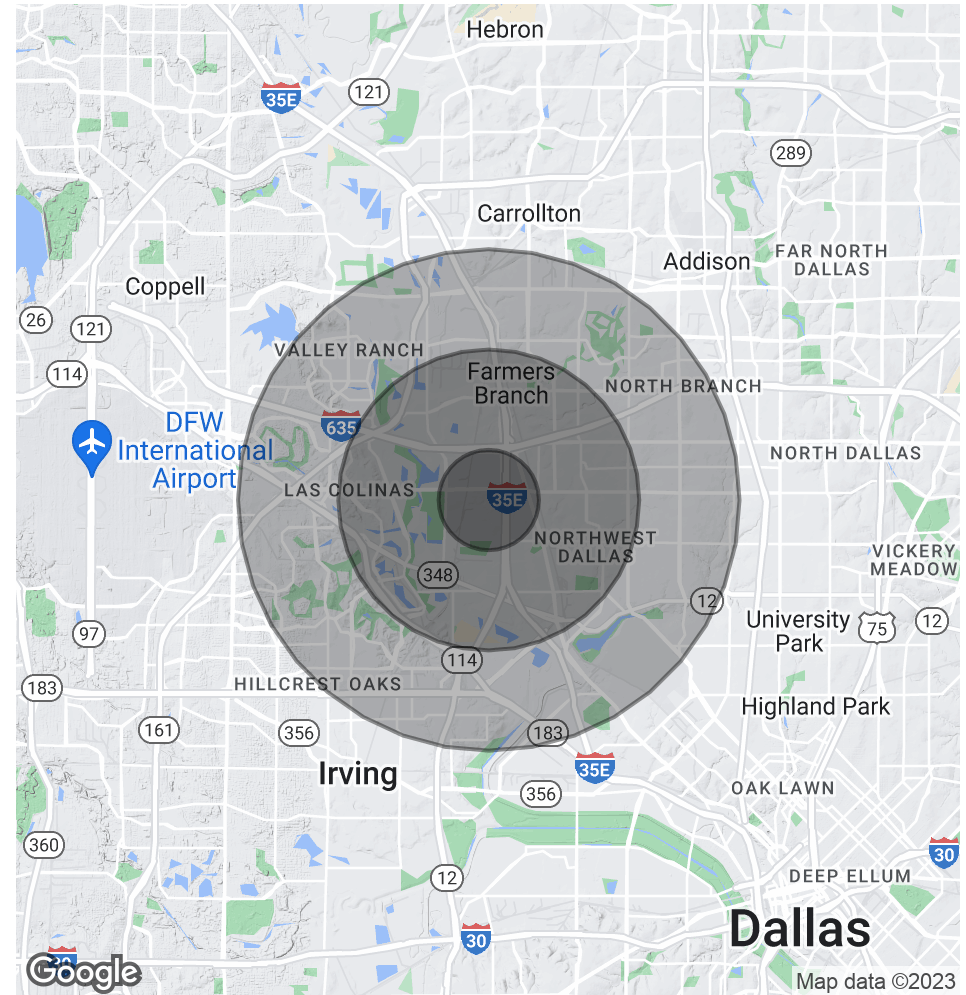 Hebron
35E
121
289
Carrollton
Addison
FAR NORTH
DALLAS
Coppell
26
121
VALLEY RANCH
114
Farmers
Branch
NORTH BRANCH
DFW
International
Airport
635
NORTH DALLAS
LAS COLINAS
35E
NORTHWEST
DALLAS
VICKERY
MEADOW
348
12
University
Park
75
12
97
114
183
HILLCREST OAKS
Highland Park
161
356
183
Irving
35E
356
OAK LAWN
360
30
12
DEEP ELLUM
Dallas
30
Google
Map data ©2023